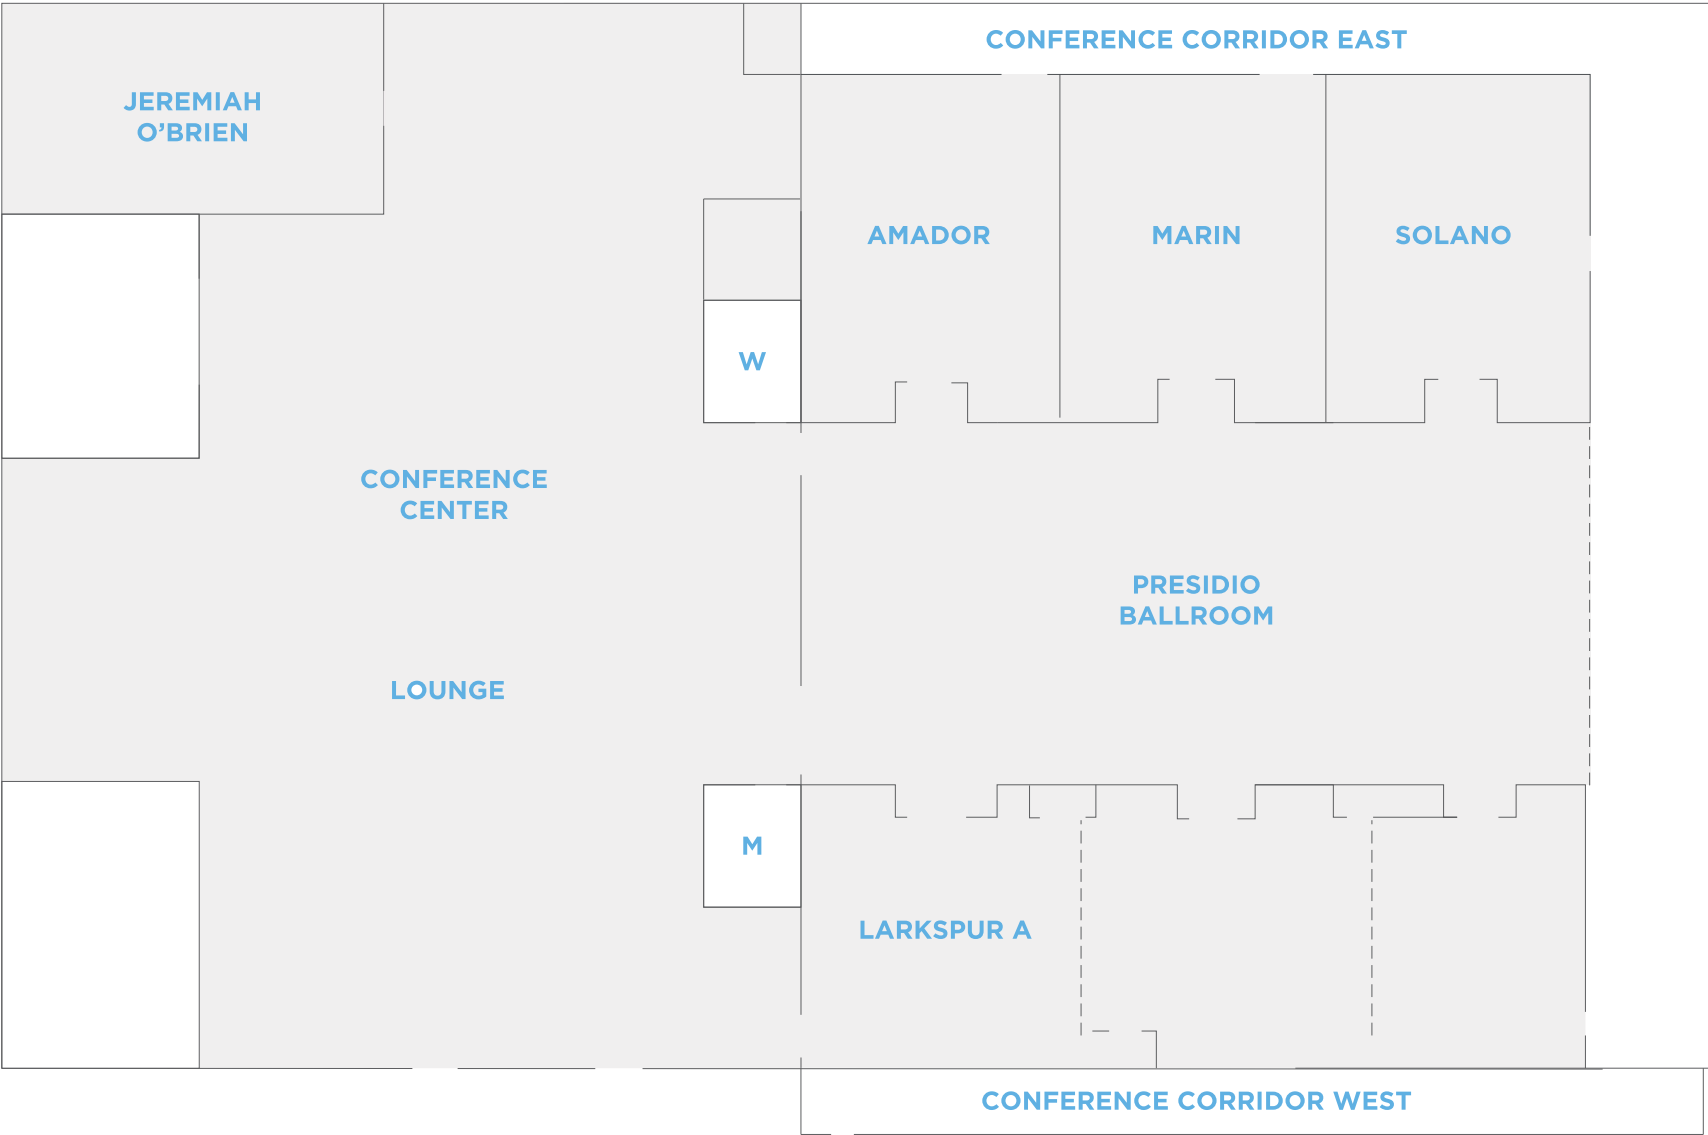 CONFERENCE CORRIDOR EAST
JEREMIAH
O’BRIEN
AMADOR
MARIN
SOLANO
W
CONFERENCE
CENTER
PRESIDIO
BALLROOM
LOUNGE
M
LARKSPUR A
CONFERENCE CORRIDOR WEST